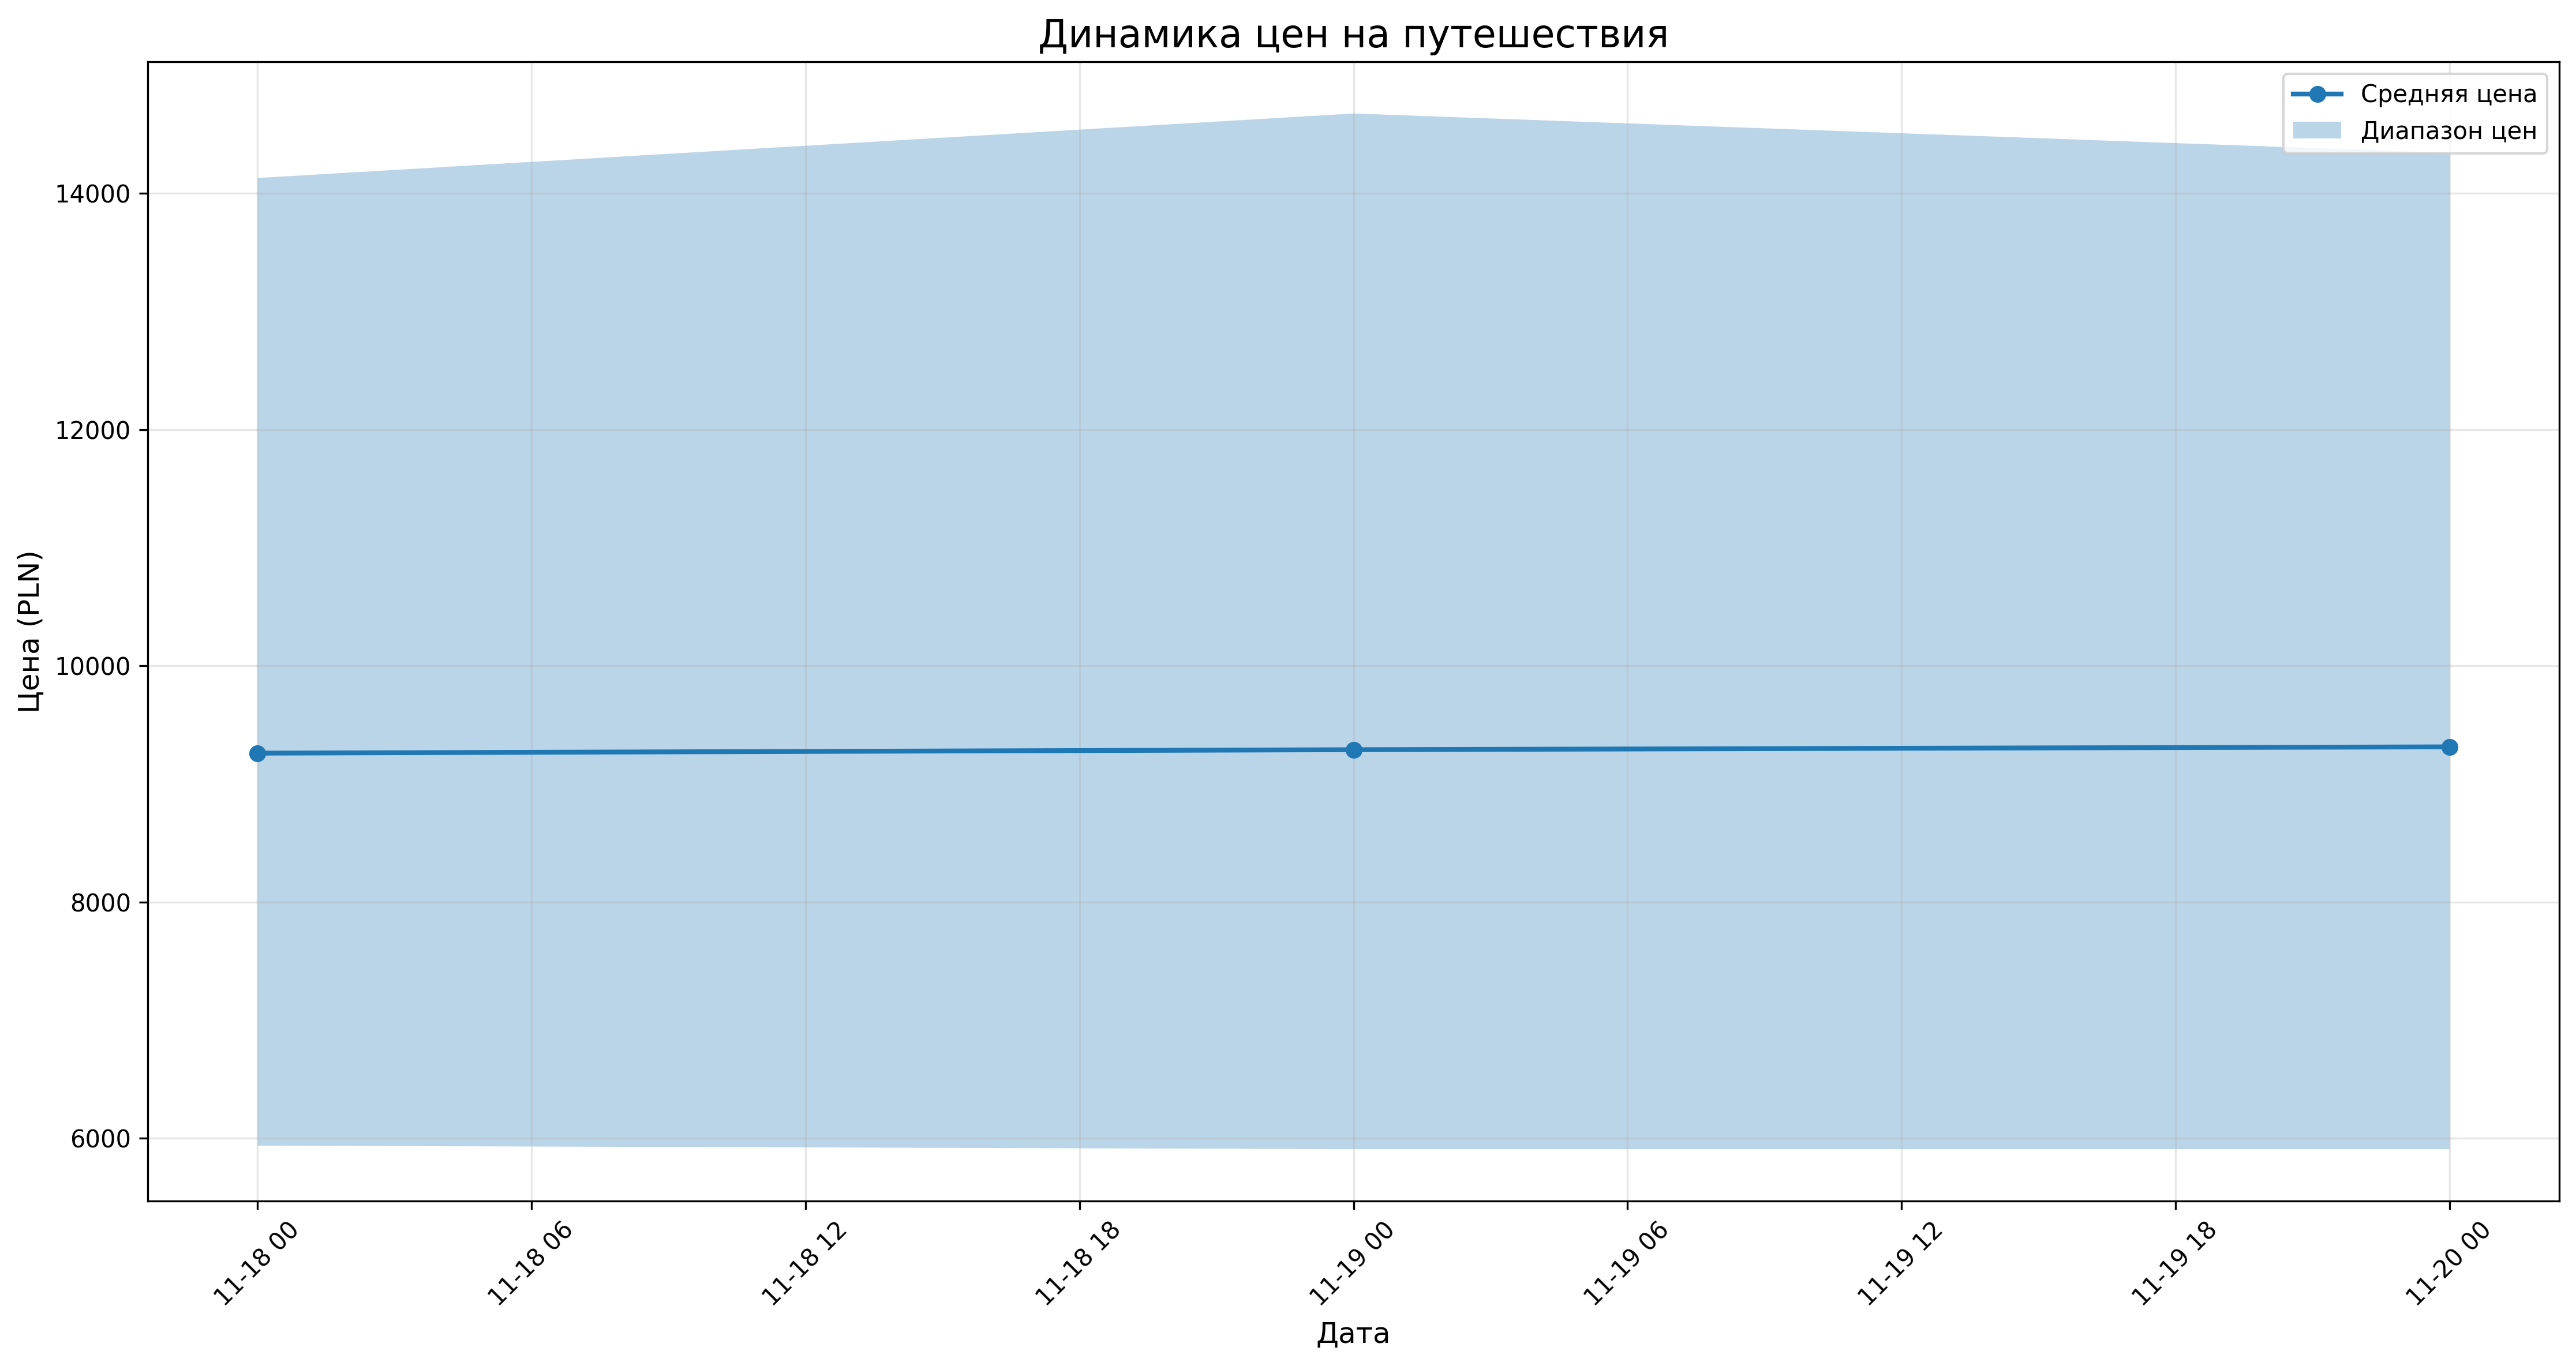 Динамика цен на путешествия
Средняя цена
Диапазон цен
Цена (PLN)
14000
12000
10000
8000
6000
11-18 00
11-18 06
11-18 12
11-18 18
11-19 00
11-19 06
11-19 12
11-19 18
11-20 00
Дата